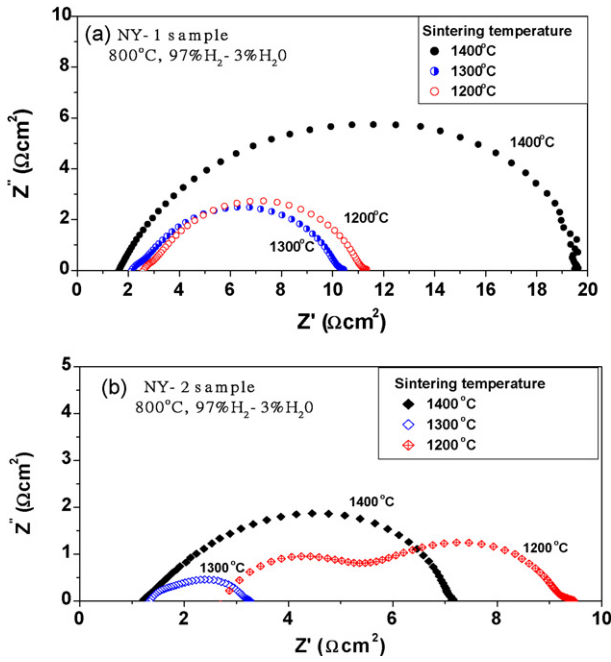 (a) NY- 1 sample
800°C, 97%H₂- 3%H₂0
Sintering temperature
1400°C
1300°C
1200°C
10
8
6
4
2
0
Z" (Ωcm²)
1400°C
1200°C
1300°C
0 2 4 6 8 10 12 14 16 18 20
Z' (Ωcm²)
(b) NY- 2 sample
800°C, 97%H₂- 3%H₂0
Sintering temperature
1400 °C
1300 °C
1200 °C
5
4
3
2
1
0
Z" (Ωcm²)
1400 °C
1300 °C
1200 °C
0 2 4 6 8 10
Z' (Ωcm²)